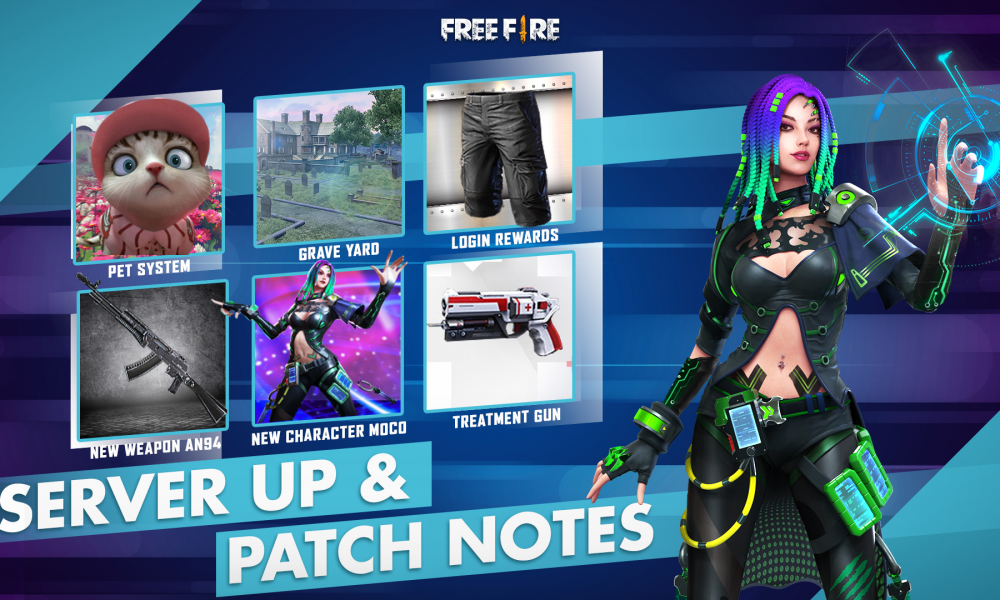 FREE FIRE
PET SYSTEM
GRAVE YARD
LOGIN REWARDS
NEW WEAPON AN94
NEW CHARACTER MOCO
TREATMENT GUN
SERVER UP &
PATCH NOTES